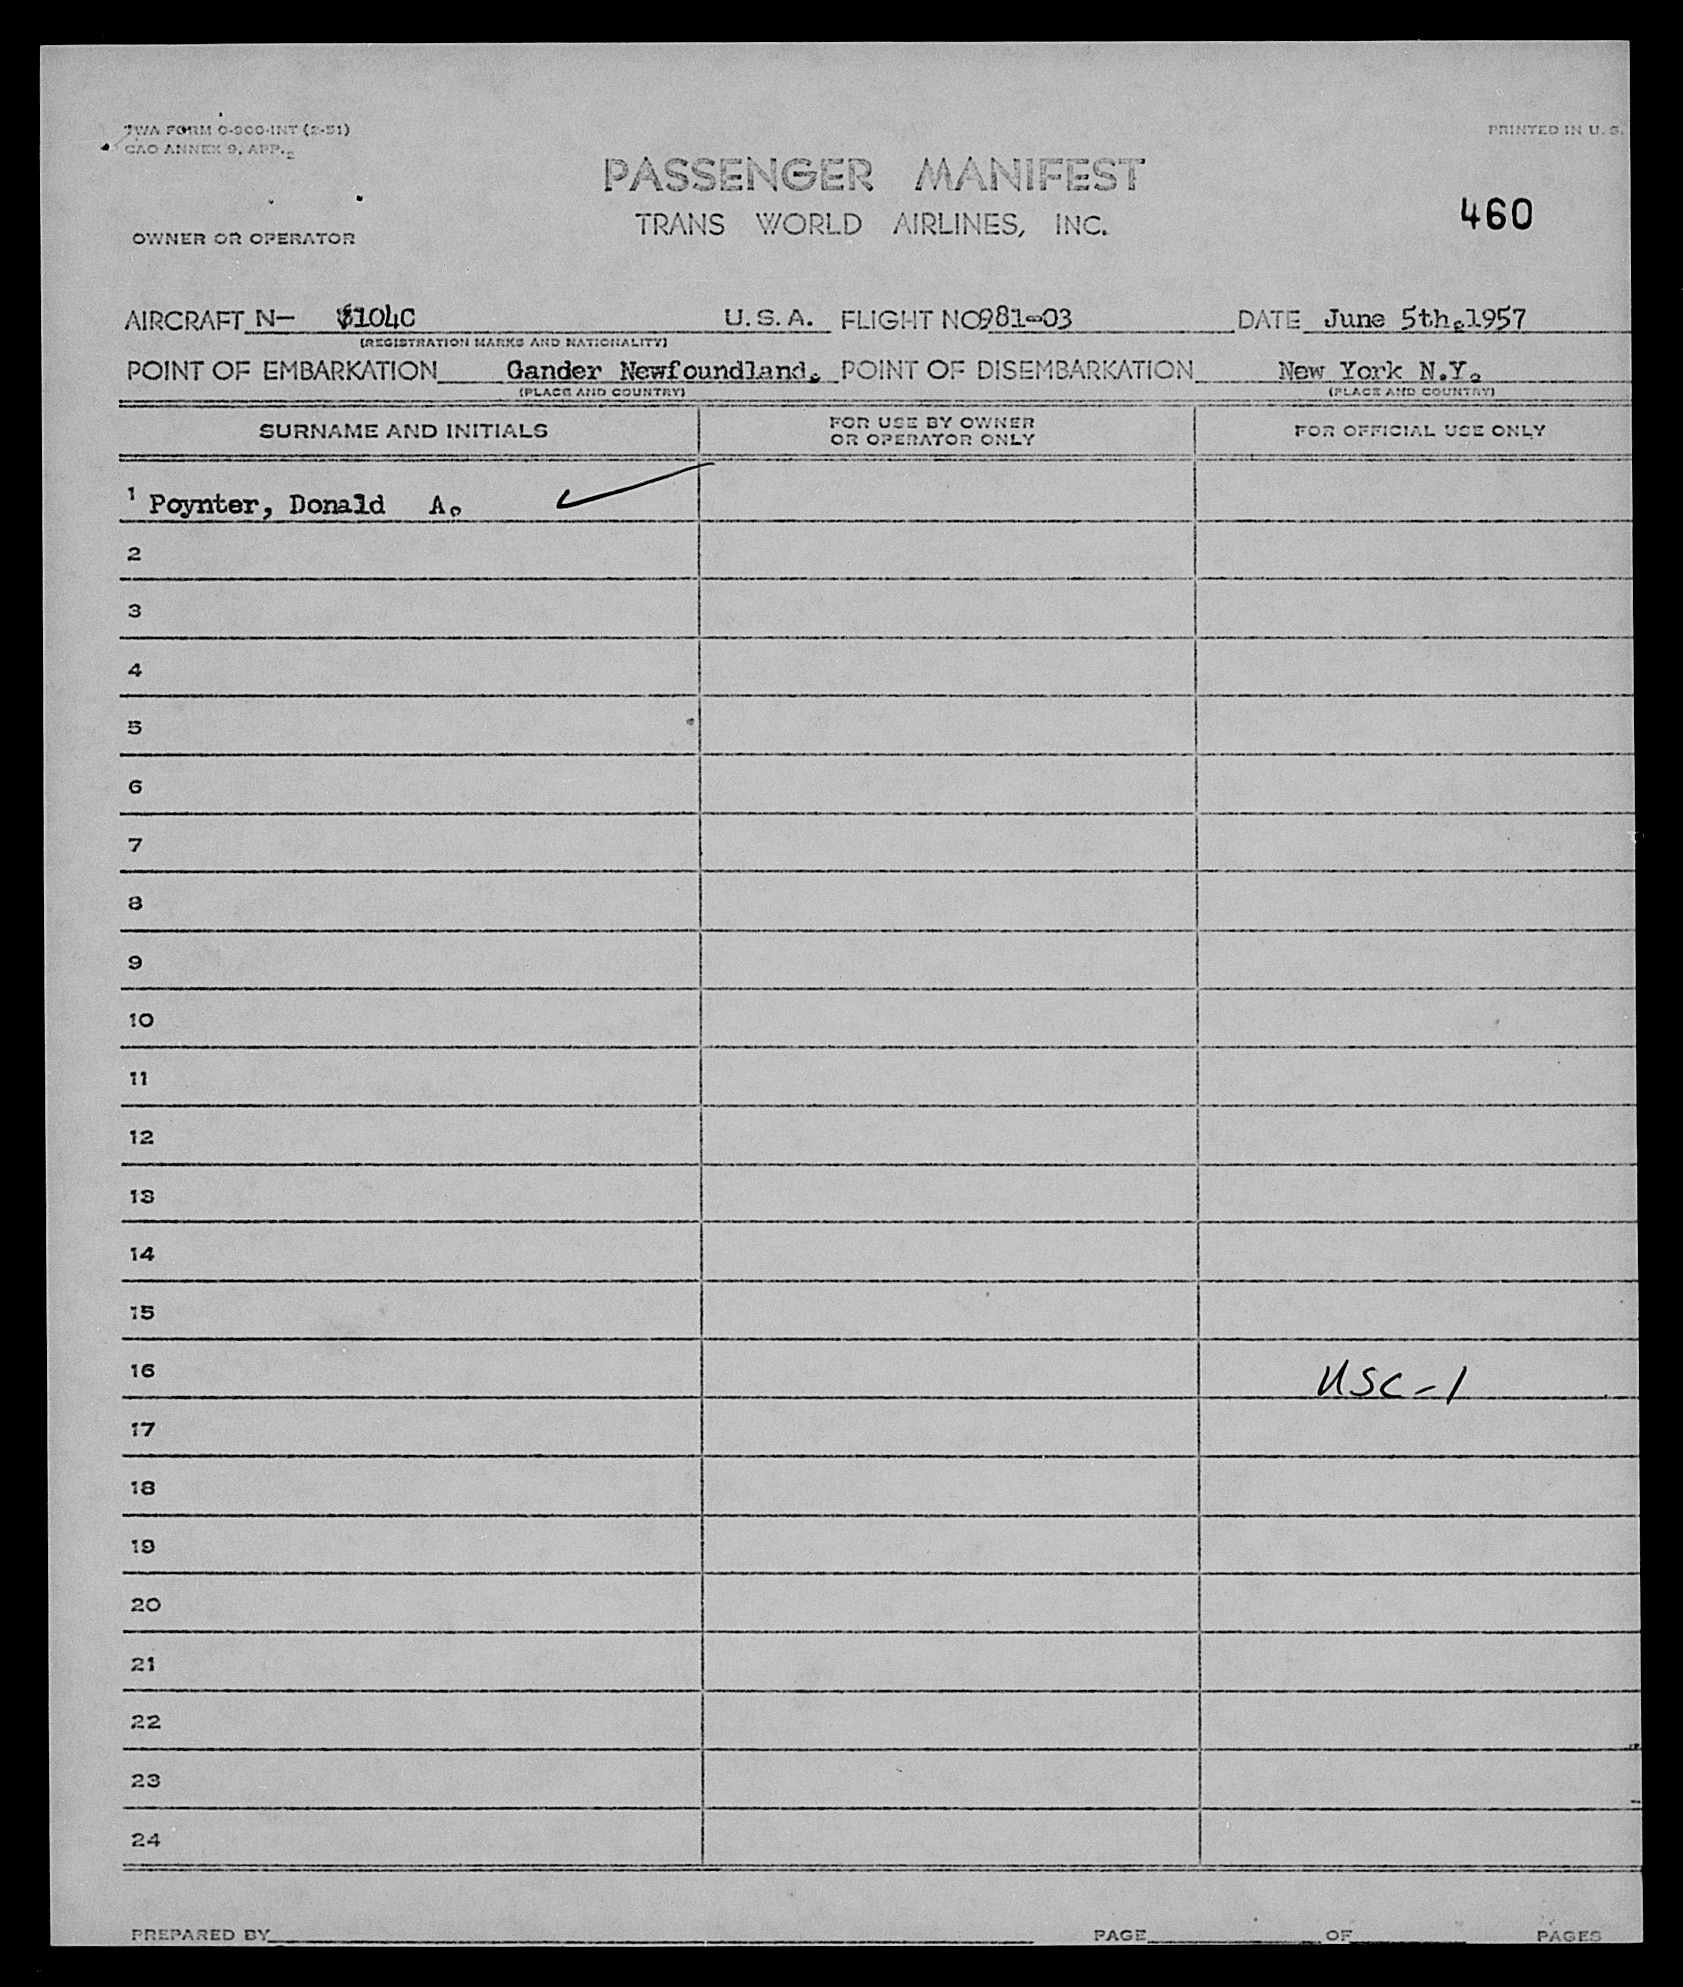 TWA FORM O-900-INT (2-51)
PRINTED IN U. S.
CAO ANNEX 9, APP. 2
PASSENGER MANIFEST
460
TRANS WORLD AIRLINES, INC.
OWNER OR OPERATOR
AIRCRAFT N- 104C U.S.A. FLIGHT NO 981-03 DATE June 5th.1957
(REGISTRATION MARKS AND NATIONALITY)
POINT OF EMBARKATION Gander Newfoundland. POINT OF DISEMBARKATION New York N.Y.
(PLACE AND COUNTRY) (PLACE AND COUNTRY)
SURNAME AND INITIALS FOR USE BY OWNER OR OPERATOR ONLY FOR OFFICIAL USE ONLY
1 Poynter, Donald A.
2
3
4
5
6
7
8
9
10
11
12
13
14
15
16 USC-1
17
18
19
20
21
22
23
24
PREPARED BY PAGE OF PAGES